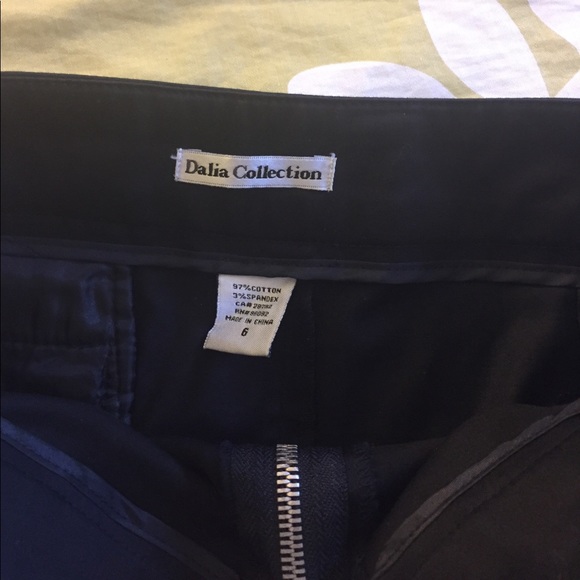 Dalia Collection
97%COTTON
3%SPANDEX
MADE IN CHINA
6